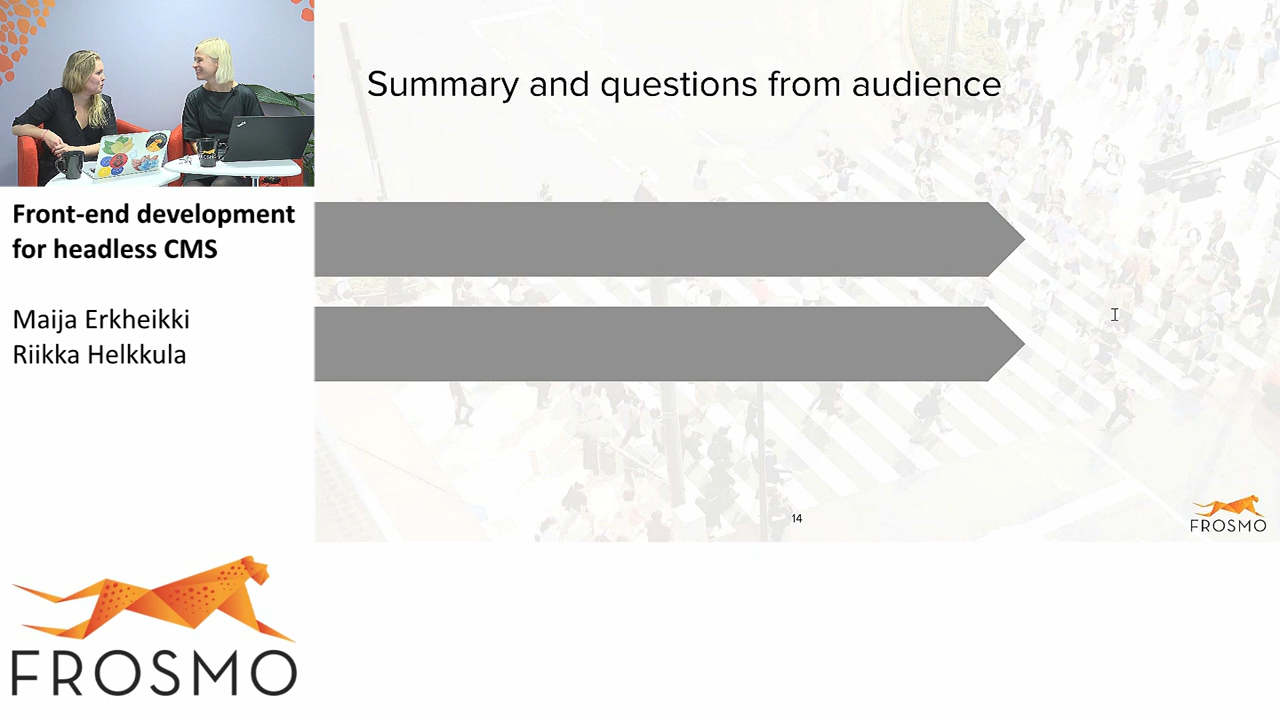 Summary and questions from audience
Front-end development
for headless CMS
Maija Erkheikki
Riikka Helkkula
14
FROSMO
FROSMO